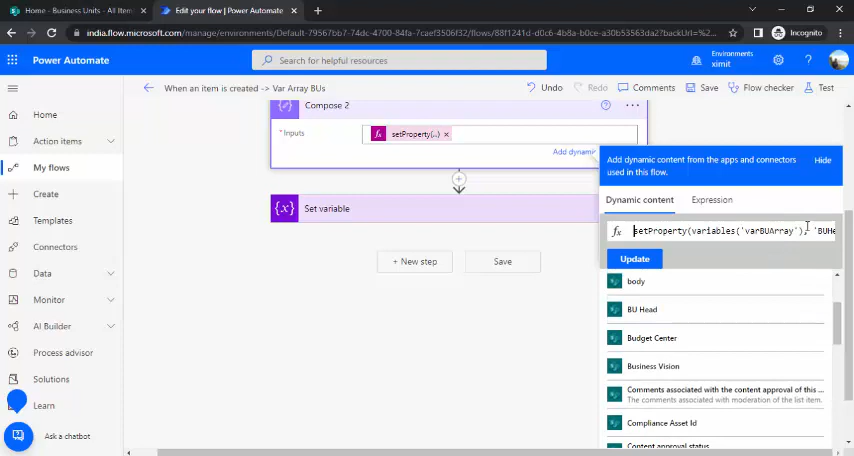 Home - Business Units - All Item
Edit your flow | Power Automate
india.flow.microsoft.com/manage/environments/Default-79567bb7-74dc-4700-84fa-7caef3506f32/flows/88f1241d-0c6c-4b8a-b0ce-a30b53563da2?backUrl=%2...
Incognito
Power Automate
Search for helpful resources
Environments
ximit
When an item is created -> Var Array BUs
Undo
Redo
Comments
Save
Flow checker
Test
Home
Action items
My flows
Create
Templates
Connectors
Data
Monitor
AI Builder
Process advisor
Solutions
Learn
Ask a chatbot
Compose 2
* Inputs
fx setProperty(...) ×
Add dynamic
Set variable
+ New step
Save
Add dynamic content from the apps and connectors
used in this flow.
Hide
Dynamic content
Expression
fx setProperty(variables('varBUArray'), 'BUHe
Update
body
BU Head
Budget Center
Business Vision
Comments associated with the content approval of this ...
The comments associated with moderation of the list item.
Compliance Asset Id
Content approval status